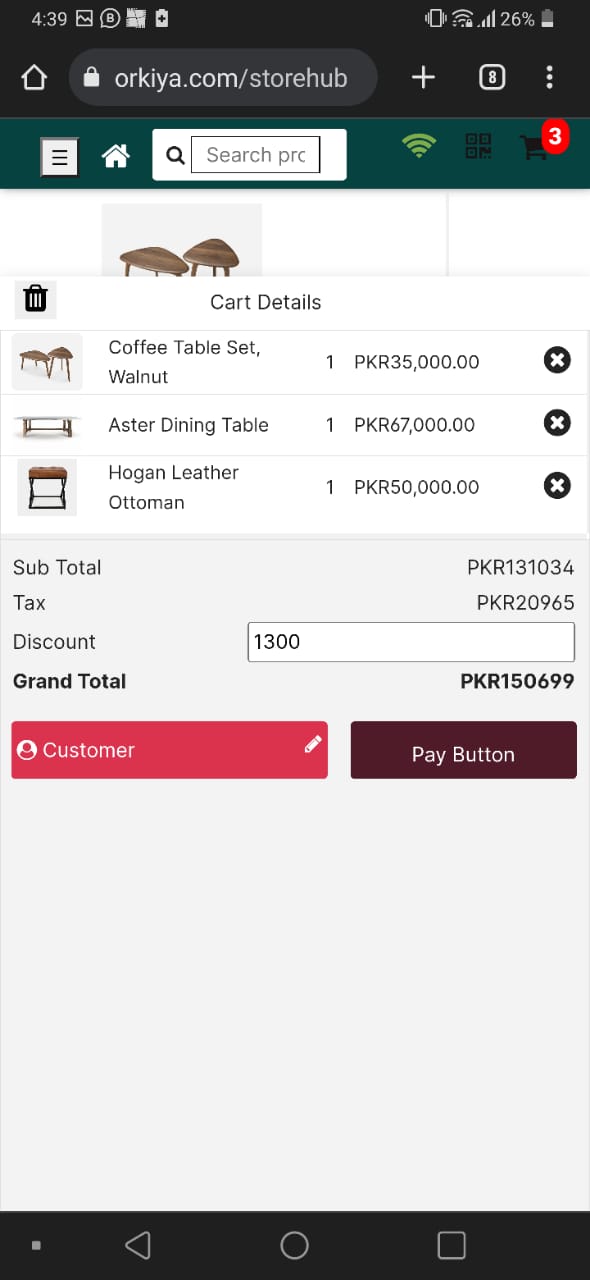 4:39
26%
orkiya.com/storehub
8
Search prc
3
Cart Details
Coffee Table Set,
Walnut
1 PKR35,000.00
Aster Dining Table 1 PKR67,000.00
Hogan Leather
Ottoman
1 PKR50,000.00
Sub Total PKR131034
Tax PKR20965
Discount 1300
Grand Total PKR150699
Customer Pay Button